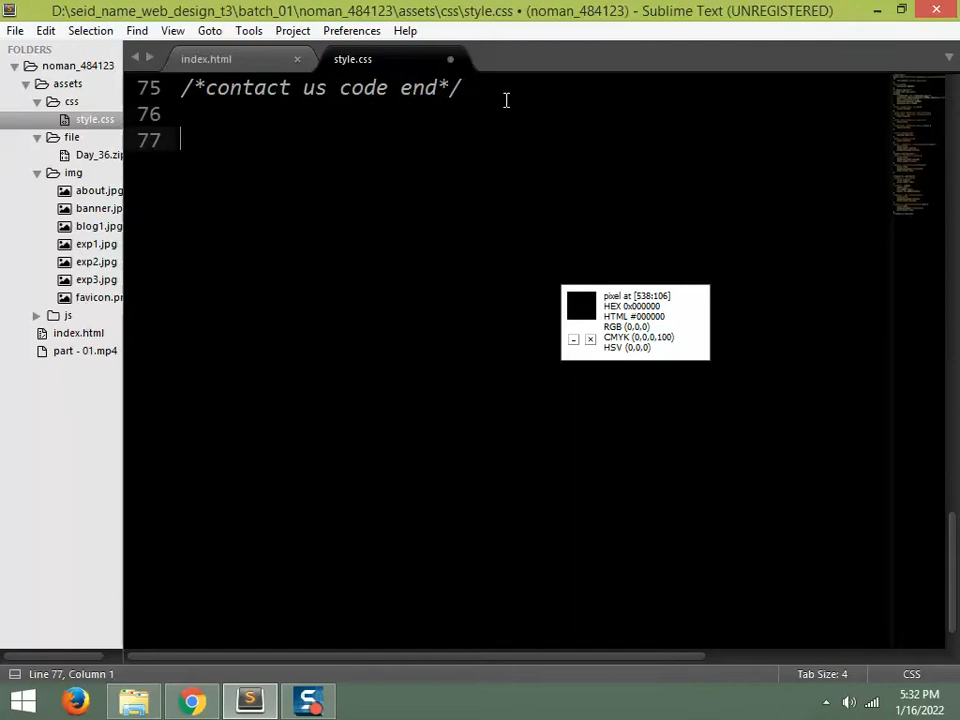 D:\seid_name_web_design_t3\batch_01\noman_484123\assets\css\style.css • (noman_484123) - Sublime Text (UNREGISTERED)
File Edit Selection Find View Goto Tools Project Preferences Help
FOLDERS
noman_484123
assets
css
style.css
file
Day_36.zip
img
about.jpg
banner.jp
blog1.jpg
exp1.jpg
exp2.jpg
exp3.jpg
favicon.pr
js
index.html
part - 01.mp4
index.html
style.css
75 /*contact us code end*/
76
77
pixel at [538:106]
HEX 0x000000
HTML #000000
RGB (0,0,0)
CMYK (0,0,0,100)
HSV (0,0,0)
Line 77, Column 1
Tab Size: 4
CSS
5:32 PM
1/16/2022